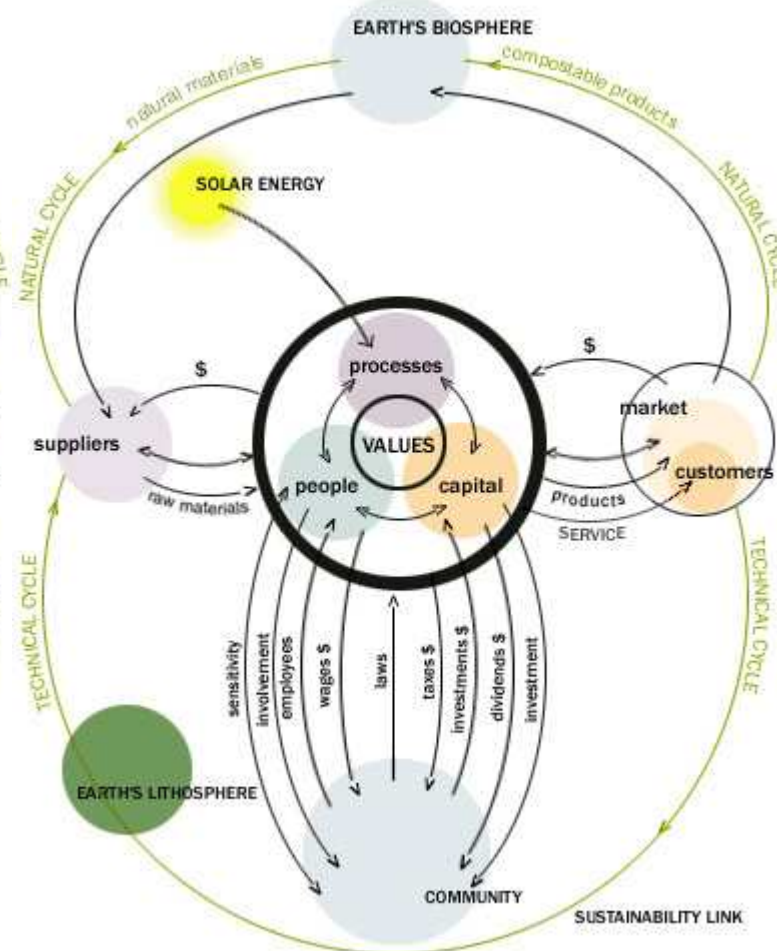 EARTH'S BIOSPHERE
natural materials
compostable products
SOLAR ENERGY
NATURAL CYCLE
NATURAL
processes
$
$
market
suppliers
VALUES
customers
people
capital
raw materials
products
SERVICE
TECHNICAL CYCLE
TECHNICAL CYCLE
sensitivity
involvement
employees
wages $
laws
taxes $
investments $
dividends $
investment
EARTH'S LITHOSPHERE
COMMUNITY
SUSTAINABILITY LINK